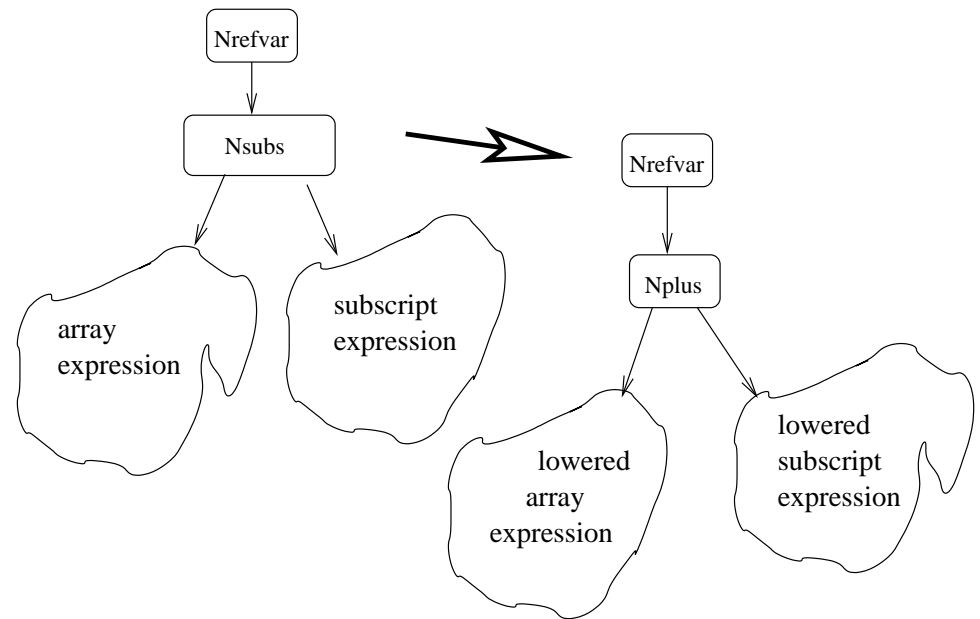 Nrefvar
Nsubs
array
expression
subscript
expression
Nrefvar
Nplus
lowered
array
expression
lowered
subscript
expression